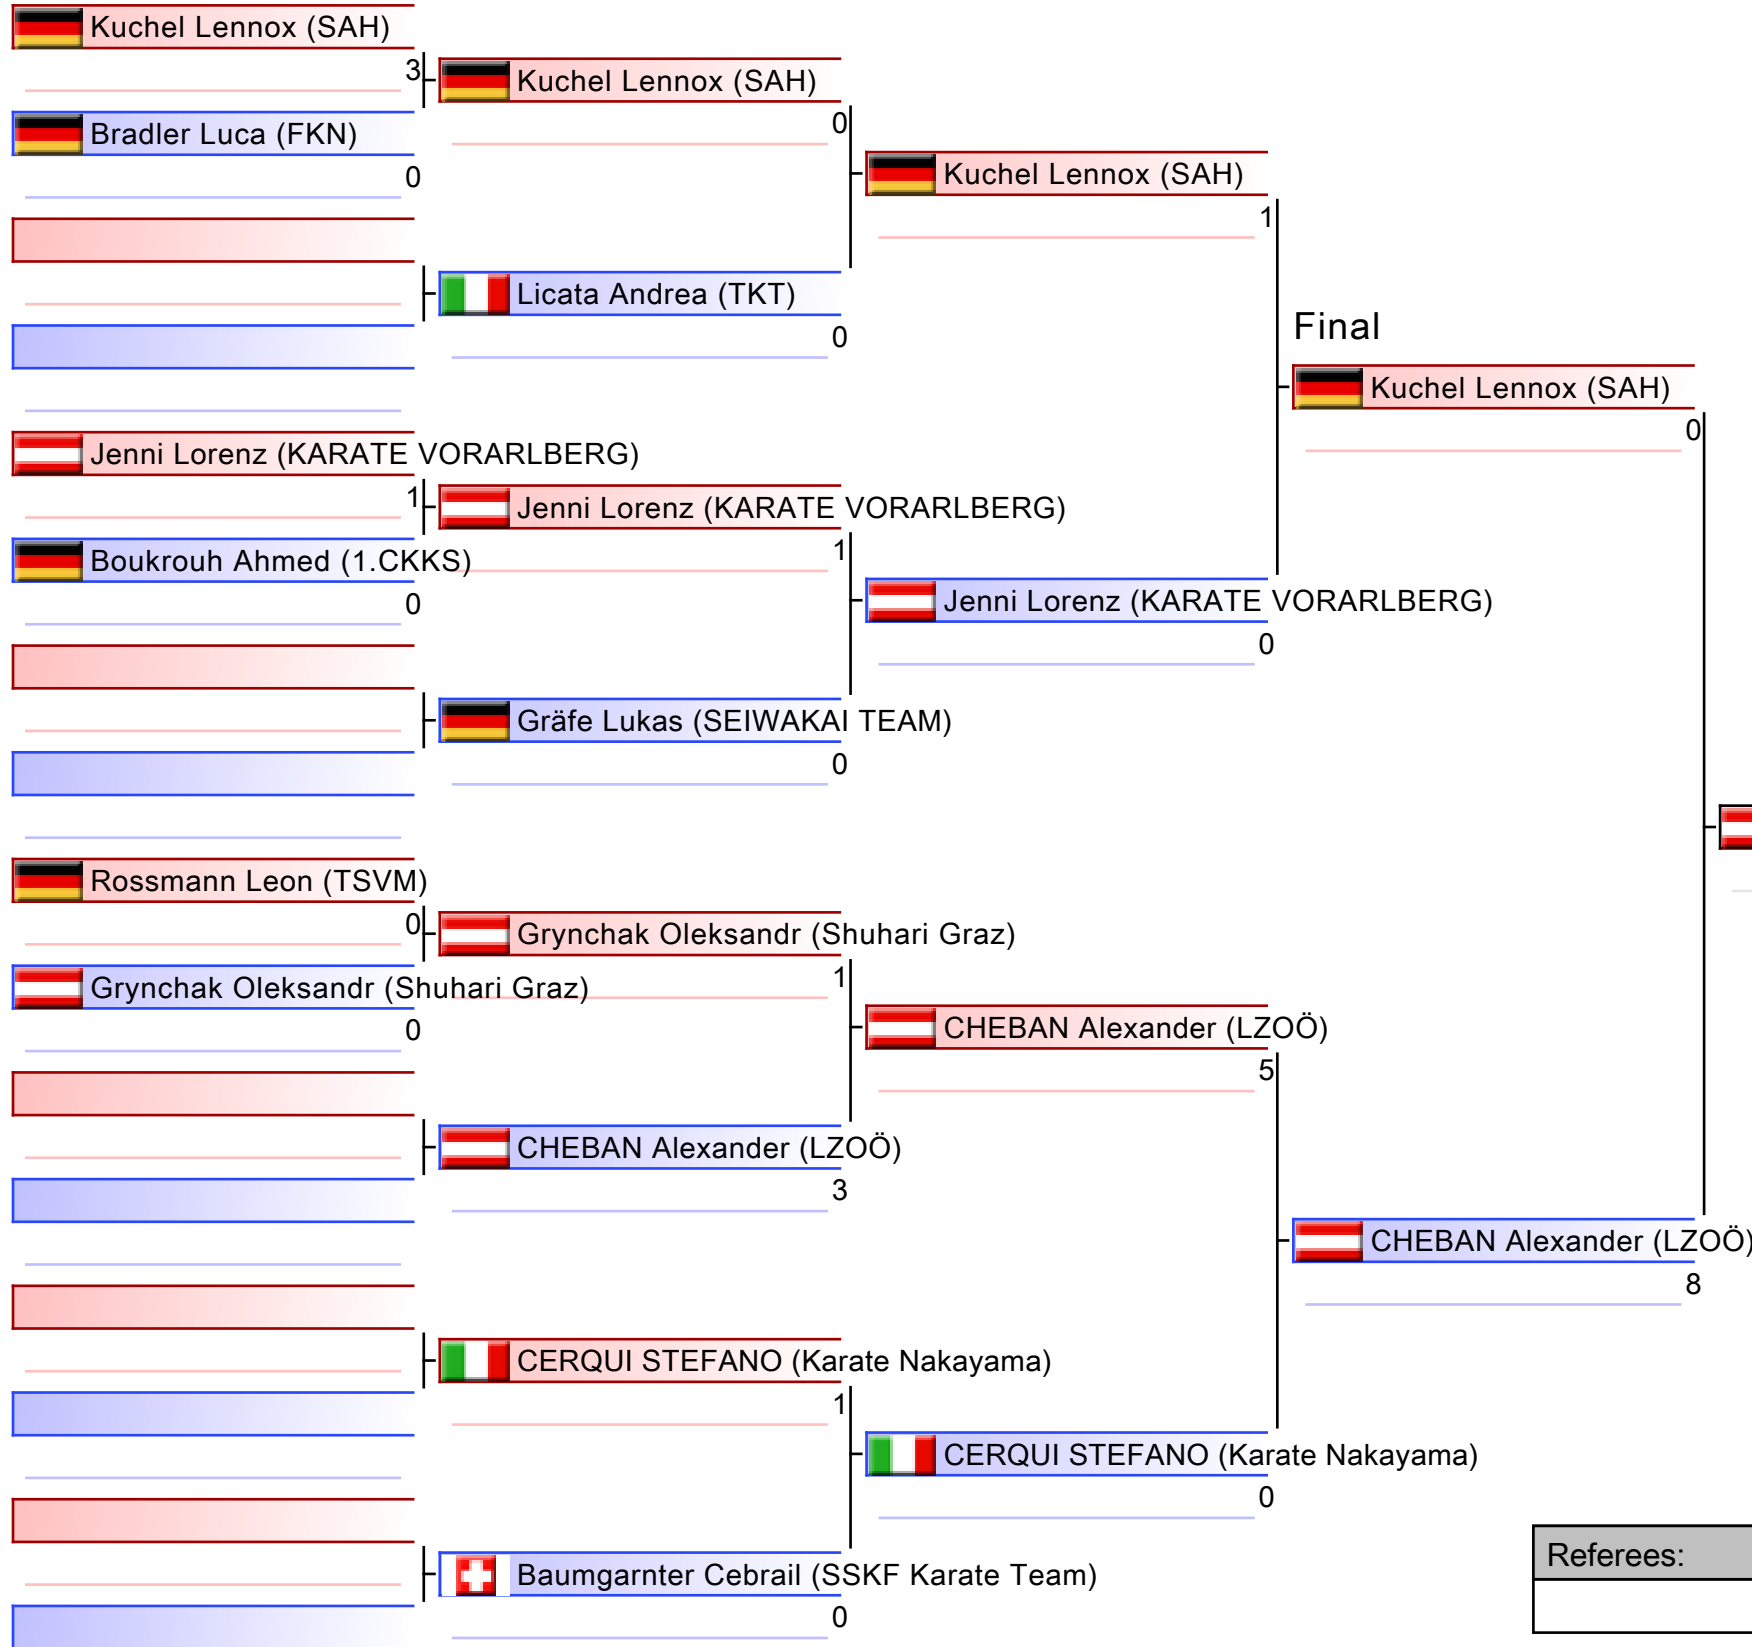 Kuchel Lennox (SAH)
3
Bradler Luca (FKN)
0
Jenni Lorenz (KARATE VORARLBERG)
1
Boukrouh Ahmed (1.CKKS)
0
Rossmann Leon (TSVM)
0
Grynchak Oleksandr (Shuhari Graz)
0
Kuchel Lennox (SAH)
0
Licata Andrea (TKT)
0
Jenni Lorenz (KARATE VORARLBERG)
1
Gräfe Lukas (SEIWAKAI TEAM)
0
Grynchak Oleksandr (Shuhari Graz)
1
CHEBAN Alexander (LZOÖ)
3
CERQUI STEFANO (Karate Nakayama)
1
Baumgarnter Cebrail (SSKF Karate Team)
0
Kuchel Lennox (SAH)
1
Jenni Lorenz (KARATE VORARLBERG)
0
CHEBAN Alexander (LZOÖ)
5
CERQUI STEFANO (Karate Nakayama)
0
Final
Kuchel Lennox (SAH)
0
CHEBAN Alexander (LZOÖ)
8
Referees: